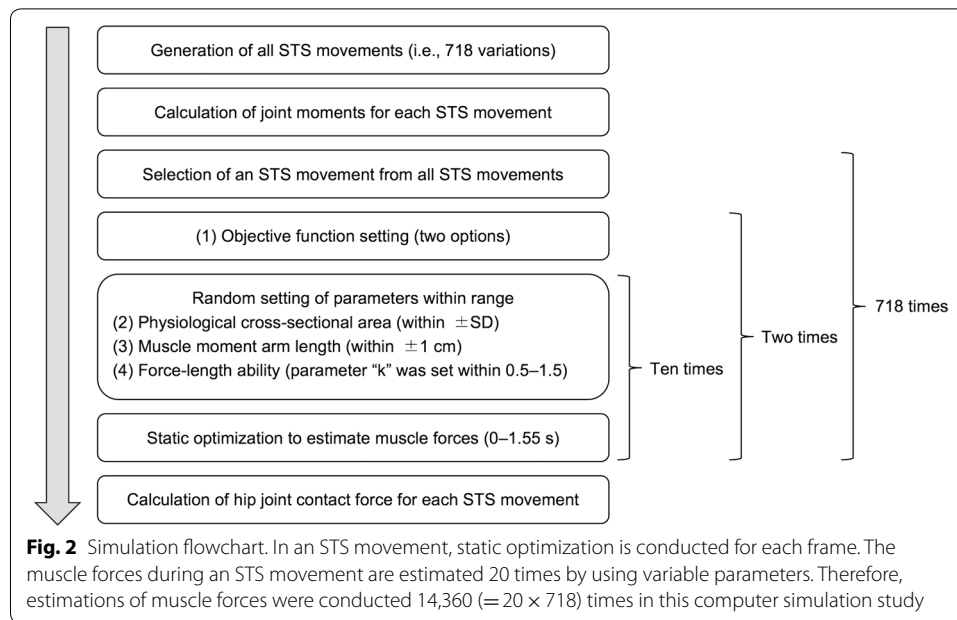 Generation of all STS movements (i.e., 718 variations)
Calculation of joint moments for each STS movement
Selection of an STS movement from all STS movements
(1) Objective function setting (two options)
Random setting of parameters within range
(2) Physiological cross-sectional area (within ±SD)
(3) Muscle moment arm length (within ±1 cm)
(4) Force-length ability (parameter “k” was set within 0.5–1.5)
Static optimization to estimate muscle forces (0–1.55 s)
Calculation of hip joint contact force for each STS movement
Ten times
Two times
718 times
Fig. 2 Simulation flowchart. In an STS movement, static optimization is conducted for each frame. The
muscle forces during an STS movement are estimated 20 times by using variable parameters. Therefore,
estimations of muscle forces were conducted 14,360 (= 20 × 718) times in this computer simulation study